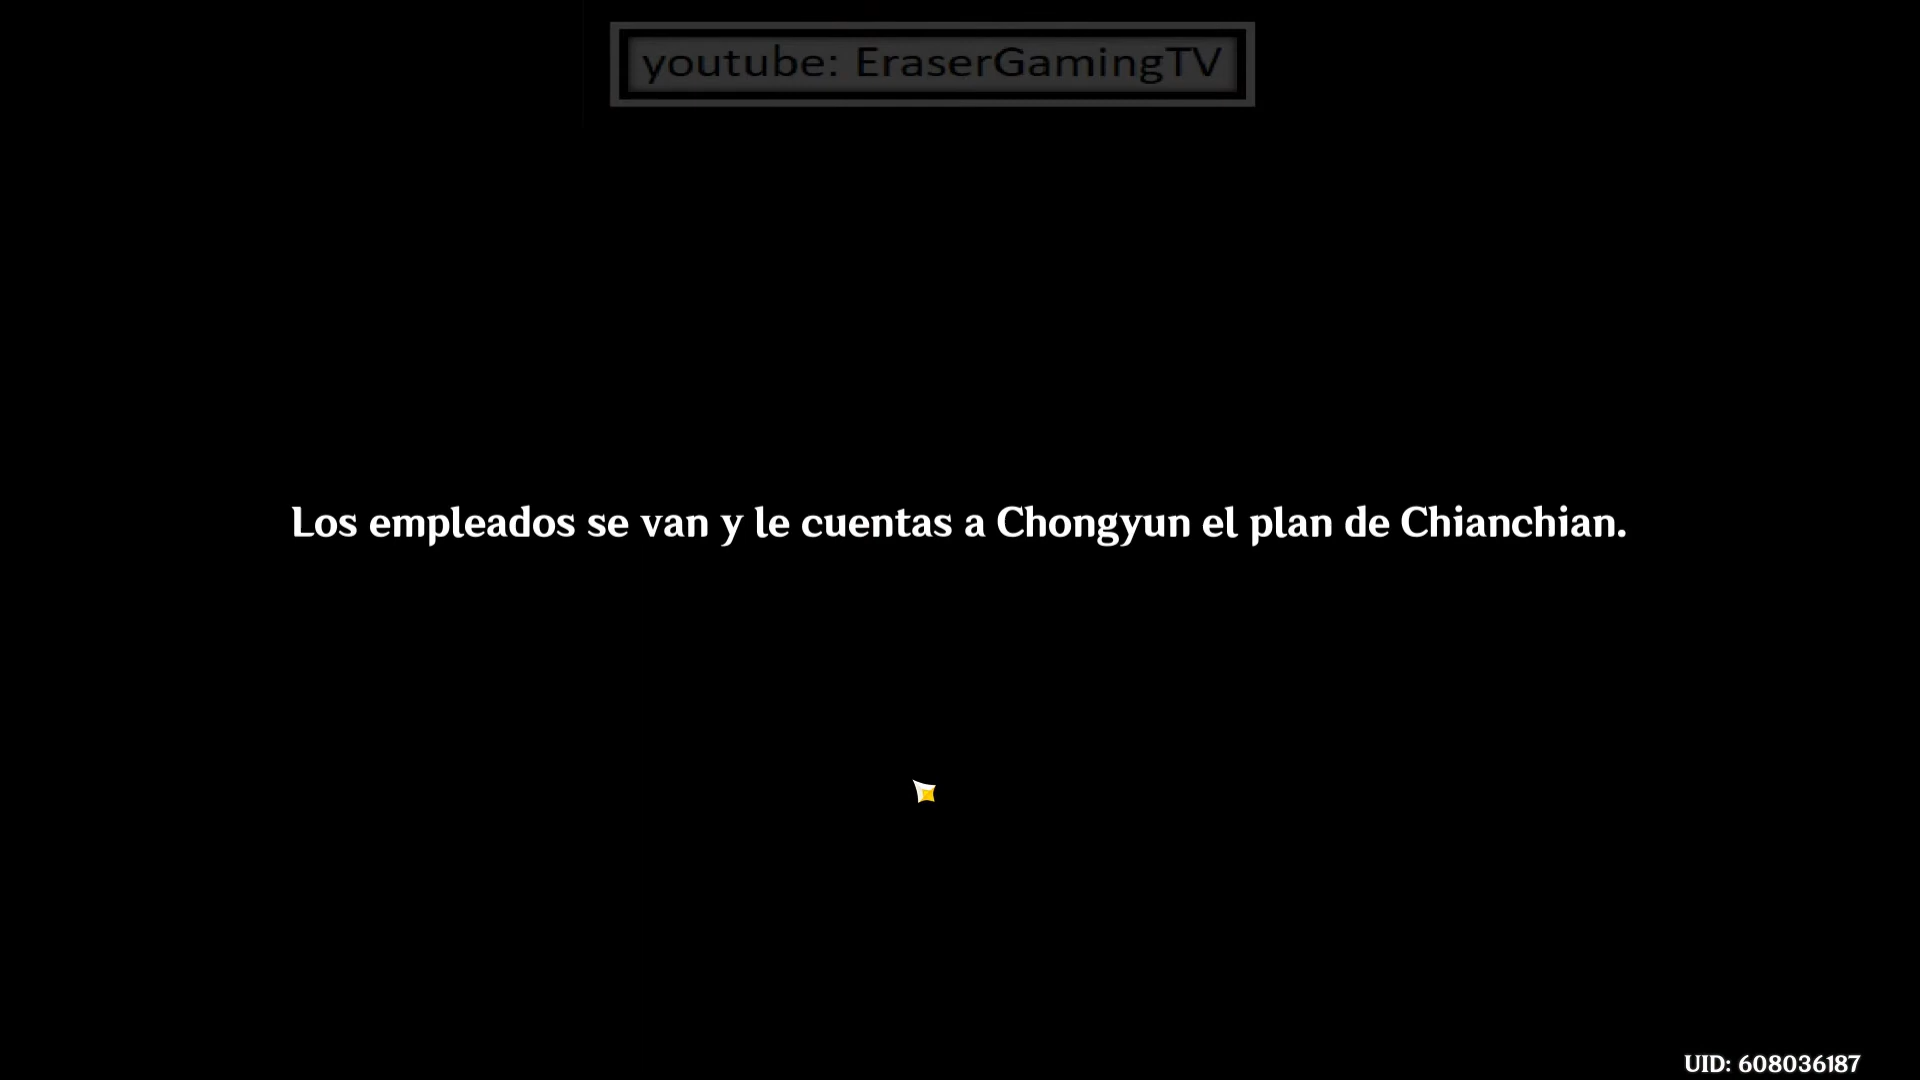 youtube: EraserGamingTV
Los empleados se van y le cuentas a Chongyun el plan de Chianchian.
UID: 608036187